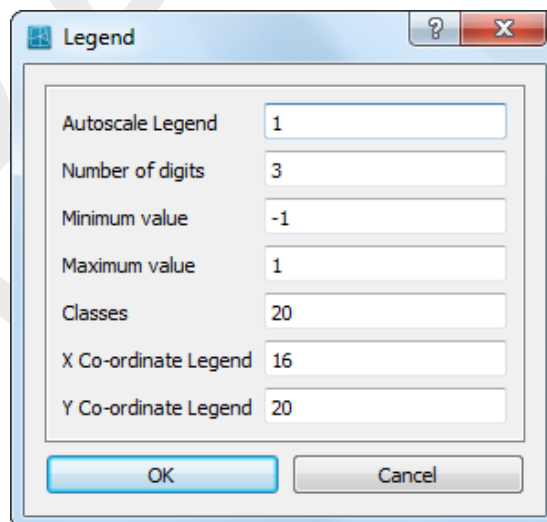 Legend
Autoscale Legend 1
Number of digits 3
Minimum value -1
Maximum value 1
Classes 20
X Co-ordinate Legend 16
Y Co-ordinate Legend 20
OK Cancel